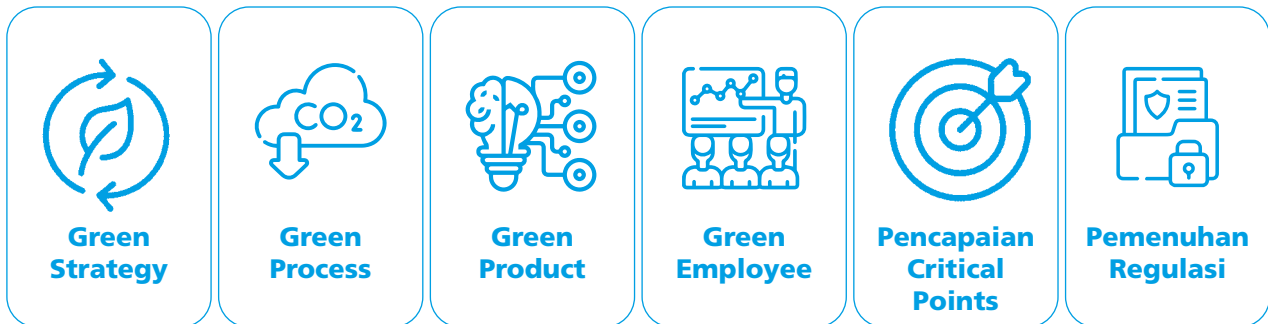 CO2
Green
Strategy
Green
Process
Green
Product
Green
Employee
Pencapaian
Critical
Points
Pemenuhan
Regulasi